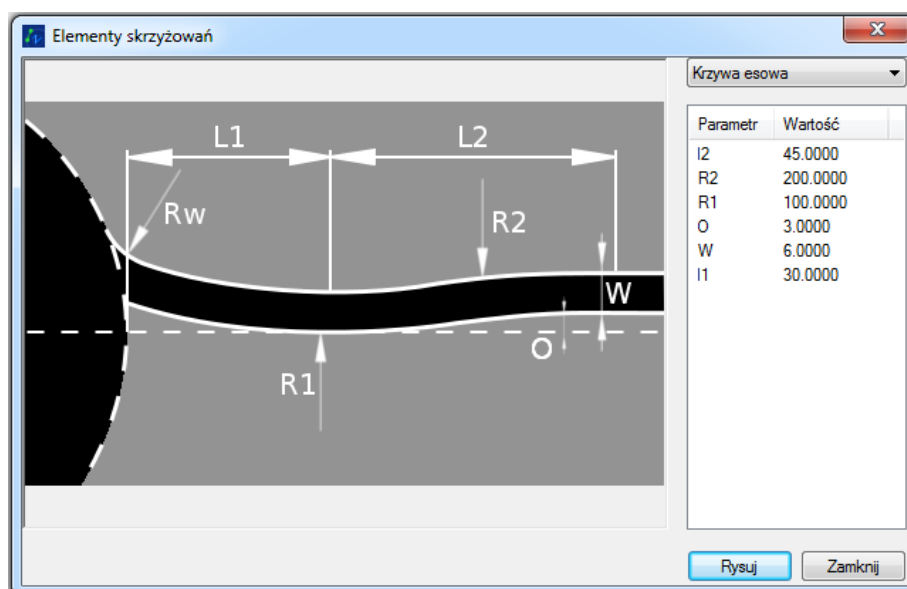 Elementy skrzyżowań
L1
L2
Rw
R2
W
O
R1
Krzywa esowa
Parametr Wartość
l2 45.0000
R2 200.0000
R1 100.0000
O 3.0000
W 6.0000
l1 30.0000
Rysuj
Zamknij